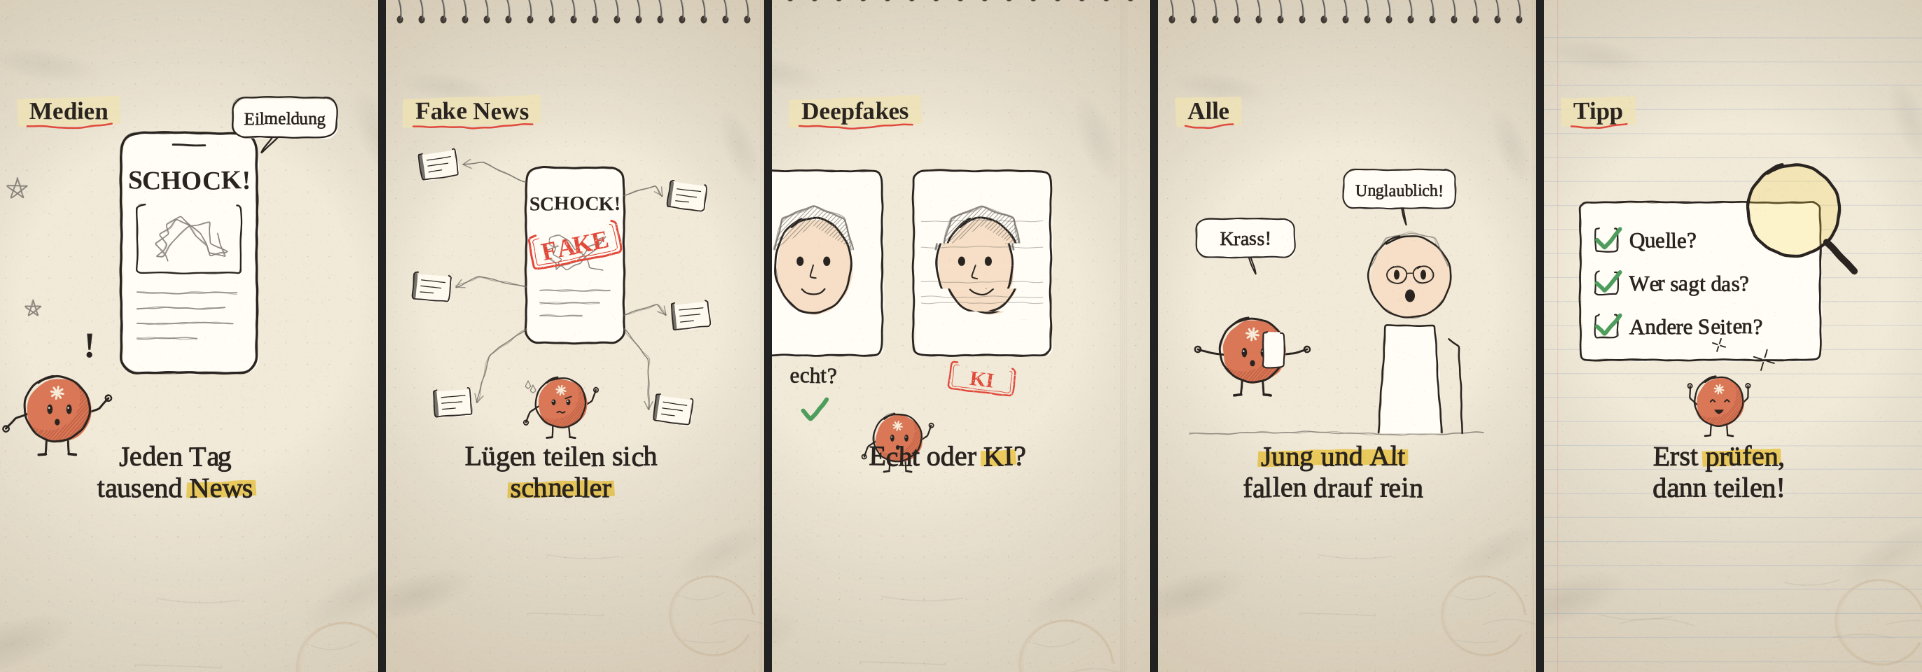 Medien
Eilmeldung
SCHOCK!
!
Jeden Tag
tausend News
Fake News
SCHOCK!
FAKE
Lügen teilen sich
schneller
Deepfakes
echt?
KI
Echt oder KI?
Alle
Unglaublich!
Krass!
Jung und Alt
fallen drauf rein
Tipp
Quelle?
Wer sagt das?
Andere Seiten?
Erst prüfen,
dann teilen!